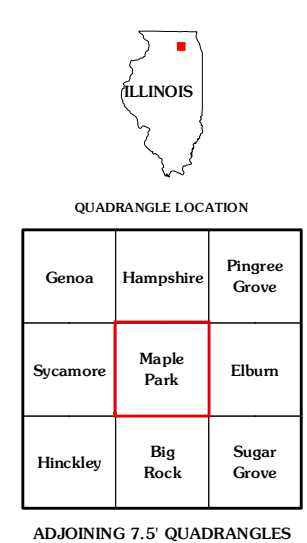 ILLINOIS
QUADRANGLE LOCATION
Genoa
Hampshire
Pingree
Grove
Sycamore
Maple
Park
Elburn
Hinckley
Big
Rock
Sugar
Grove
ADJOINING 7.5' QUADRANGLES